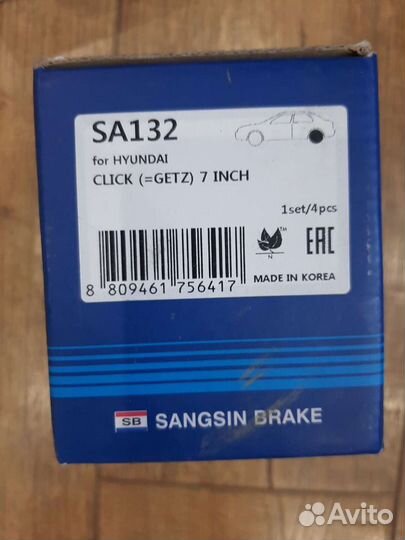 SA132
for HYUNDAI
CLICK (=GETZ) 7 INCH
1set/4pcs
TM
N
EAC
MADE IN KOREA
8 809461 756417
SB SANGSIN BRAKE
Avito